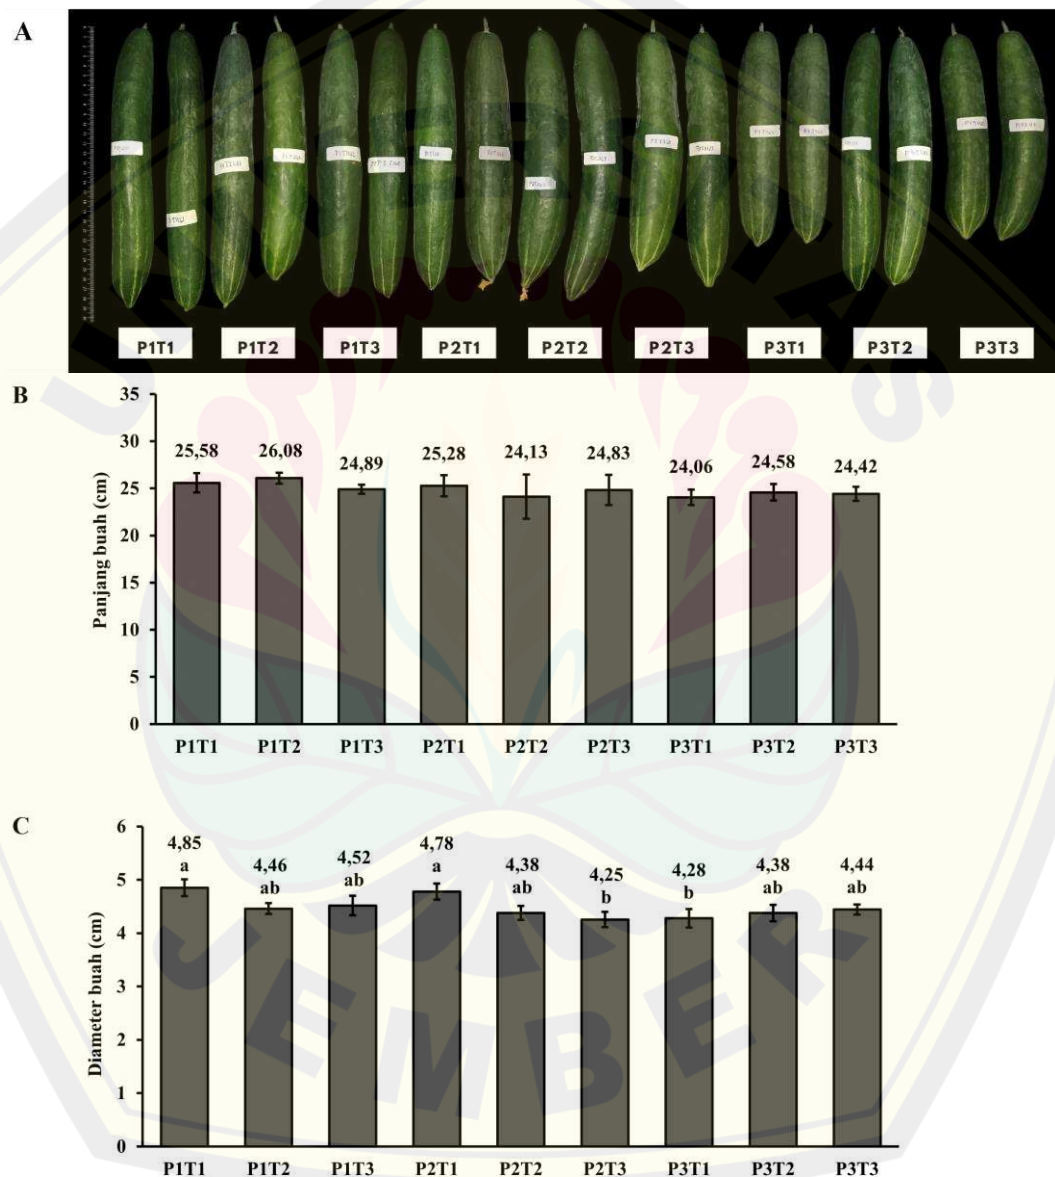 A
P1T1 P1T2 P1T3 P2T1 P2T2 P2T3 P3T1 P3T2 P3T3
B
Panjang buah (cm)
35
30
25
20
15
10
5
0
25,58 26,08 24,89 25,28 24,13 24,83 24,06 24,58 24,42
P1T1 P1T2 P1T3 P2T1 P2T2 P2T3 P3T1 P3T2 P3T3
C
Diameter buah (cm)
6
5
4
3
2
1
0
4,85 4,46 4,52 4,78 4,38 4,25 4,28 4,38 4,44
a ab ab a ab b b ab ab
P1T1 P1T2 P1T3 P2T1 P2T2 P2T3 P3T1 P3T2 P3T3
JEMBER